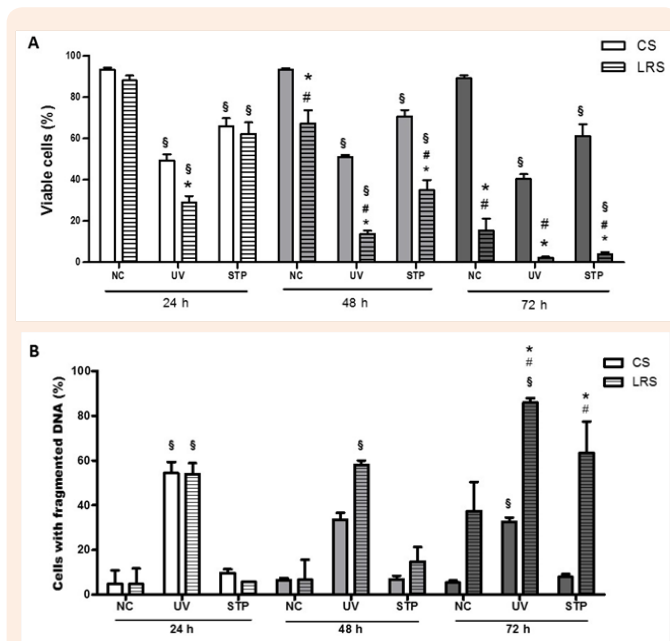 A
CS
LRS
Viable cells (%)
100
80
60
40
20
0
§
§
*
§
§
*
#
§
§
#
*
§
§
#
*
*
#
§
#
*
§
§
#
*
NC
UV
STP
NC
UV
STP
NC
UV
STP
24 h
48 h
72 h
B
CS
LRS
Cells with fragmented DNA (%)
100
80
60
40
20
0
§
§
§
§
*
#
§
*
#
NC
UV
STP
NC
UV
STP
NC
UV
STP
24 h
48 h
72 h